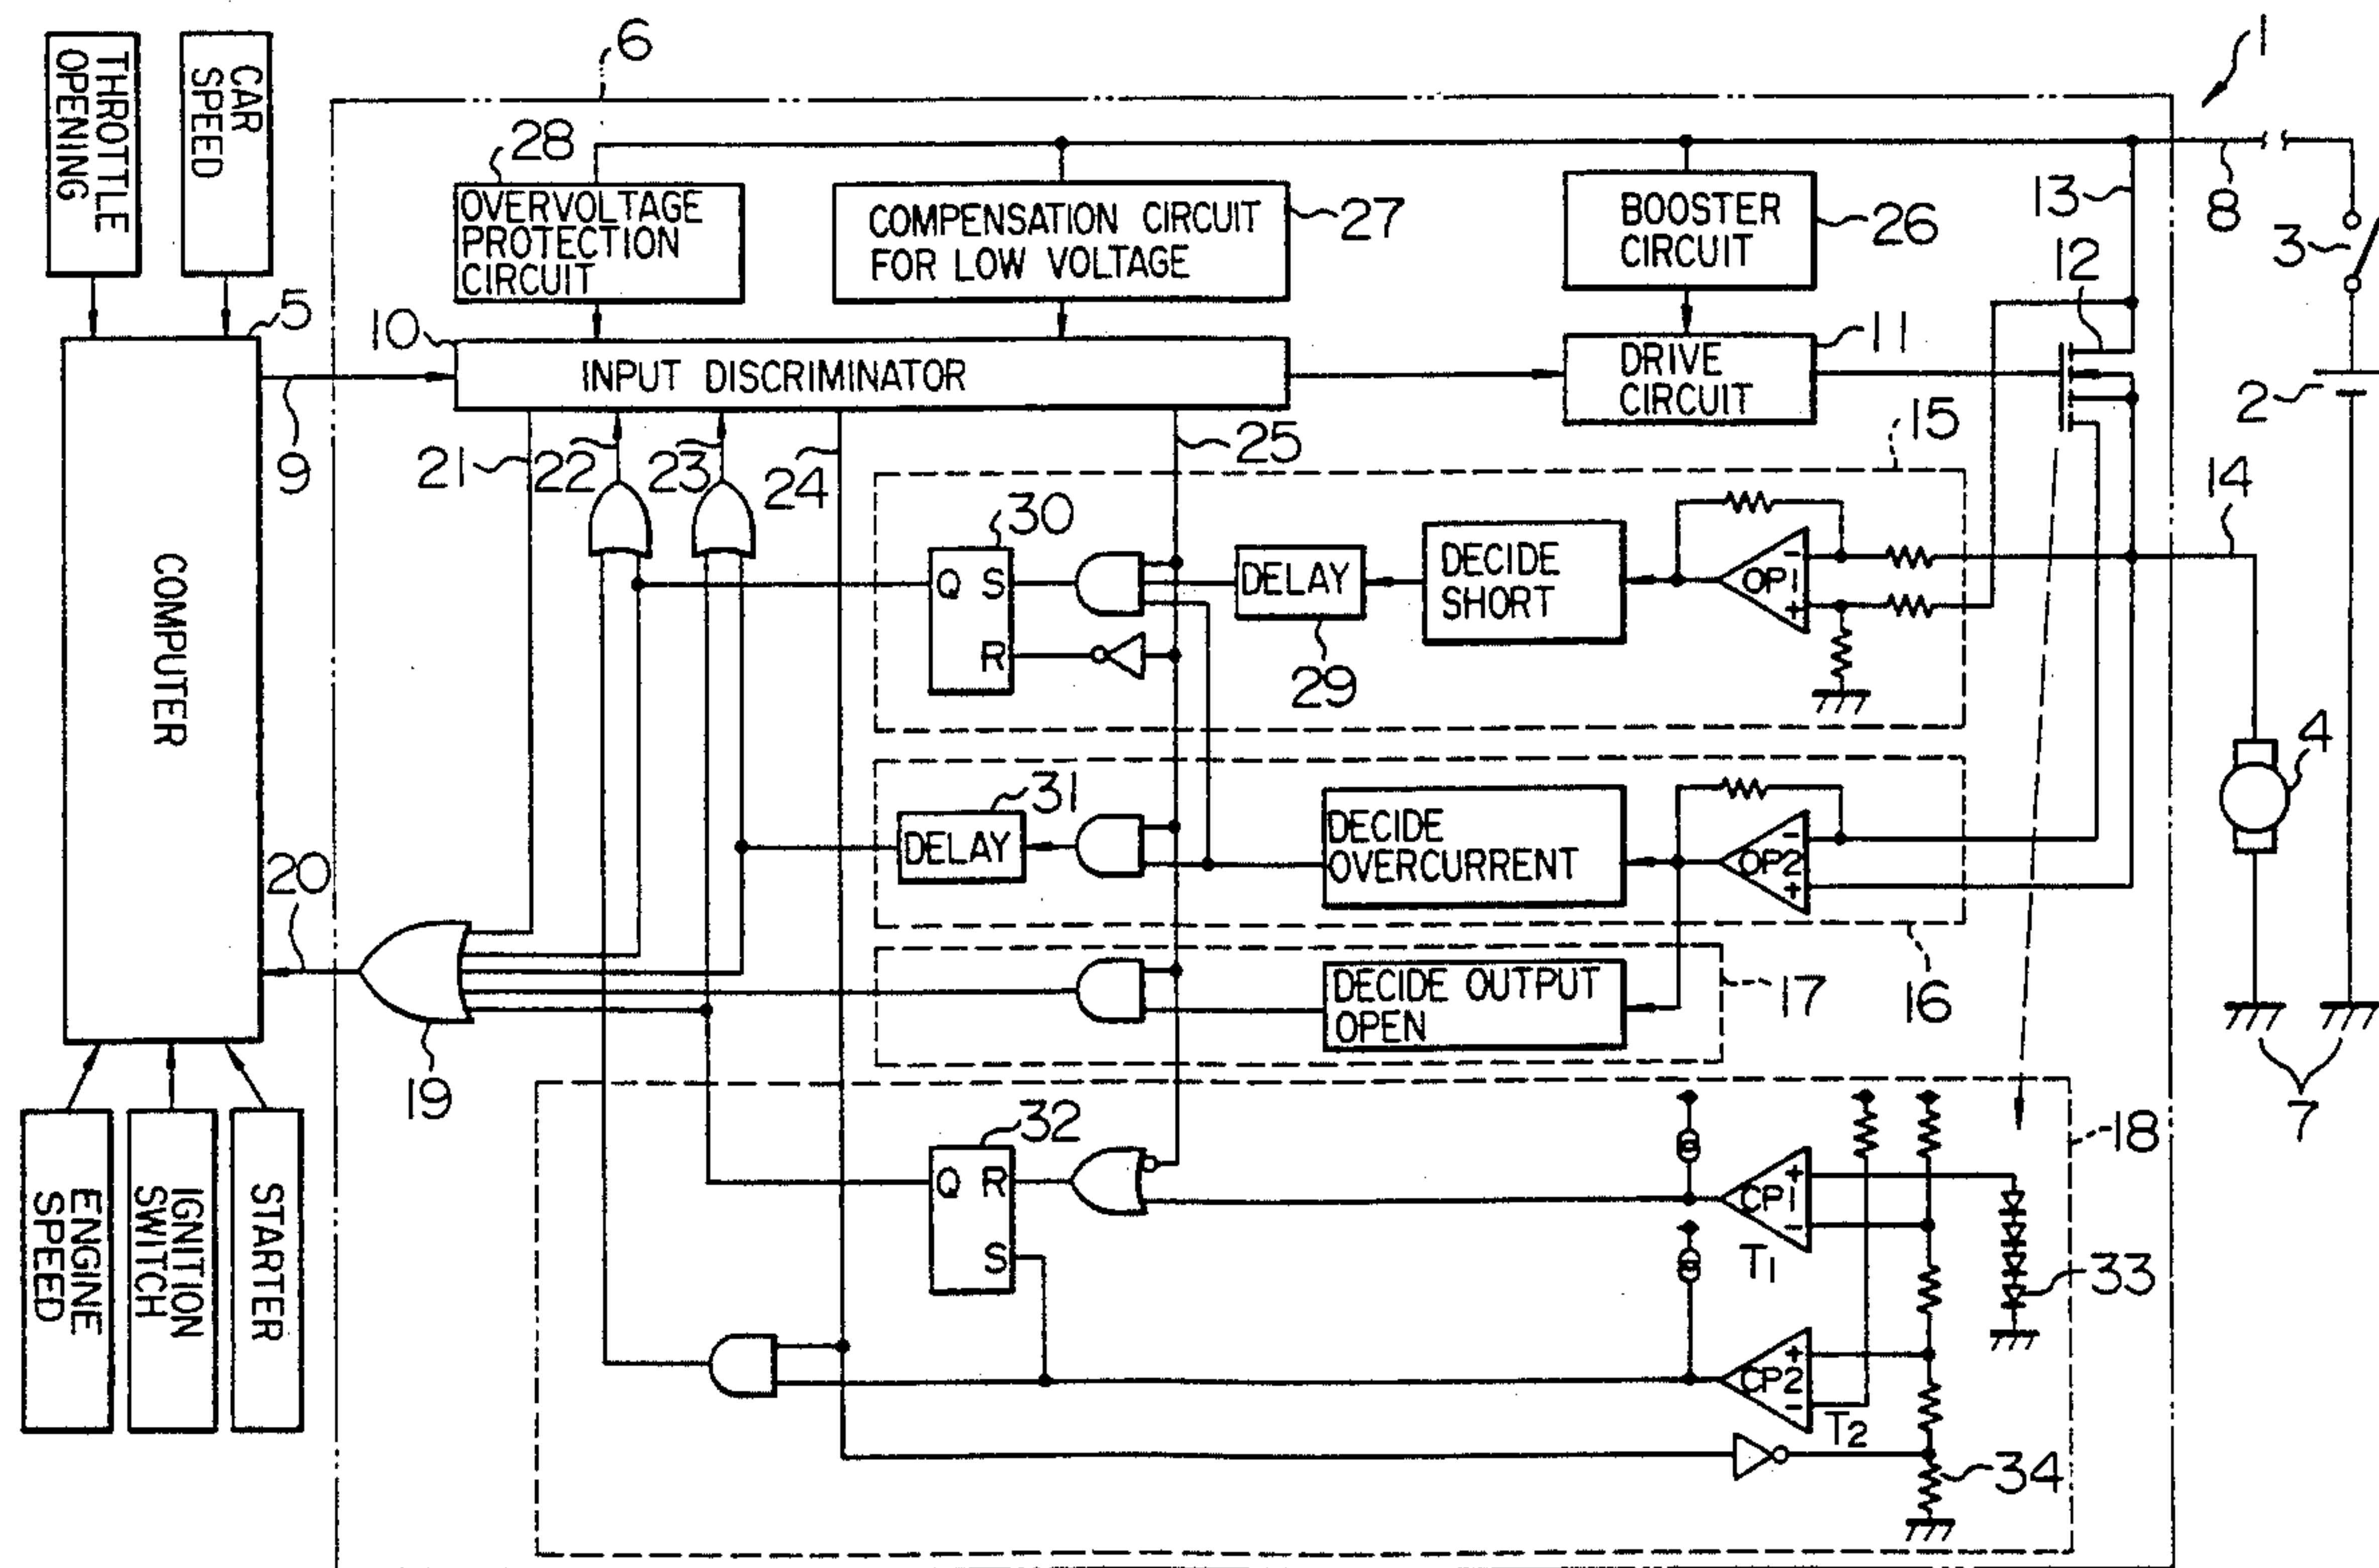 1
6
THROTTLE
OPENING
CAR
SPEED
28
OVERVOLTAGE
PROTECTION
CIRCUIT
COMPENSATION CIRCUIT
FOR LOW VOLTAGE
27
BOOSTER
CIRCUIT
26
13
8
3
12
5
10
INPUT DISCRIMINATOR
DRIVE
CIRCUIT
11
2
9
21
22
23
24
25
15
14
COMPUTER
30
Q S
R
DELAY
29
DECIDE
SHORT
OP1
-
+
4
31
DELAY
DECIDE
OVERCURRENT
OP2
-
+
20
DECIDE OUTPUT
OPEN
17
16
7
19
32
Q R
S
CP1
+
-
T1
33
18
CP2
+
-
T2
34
ENGINE
SPEED
IGNITION
SWITCH
STARTER